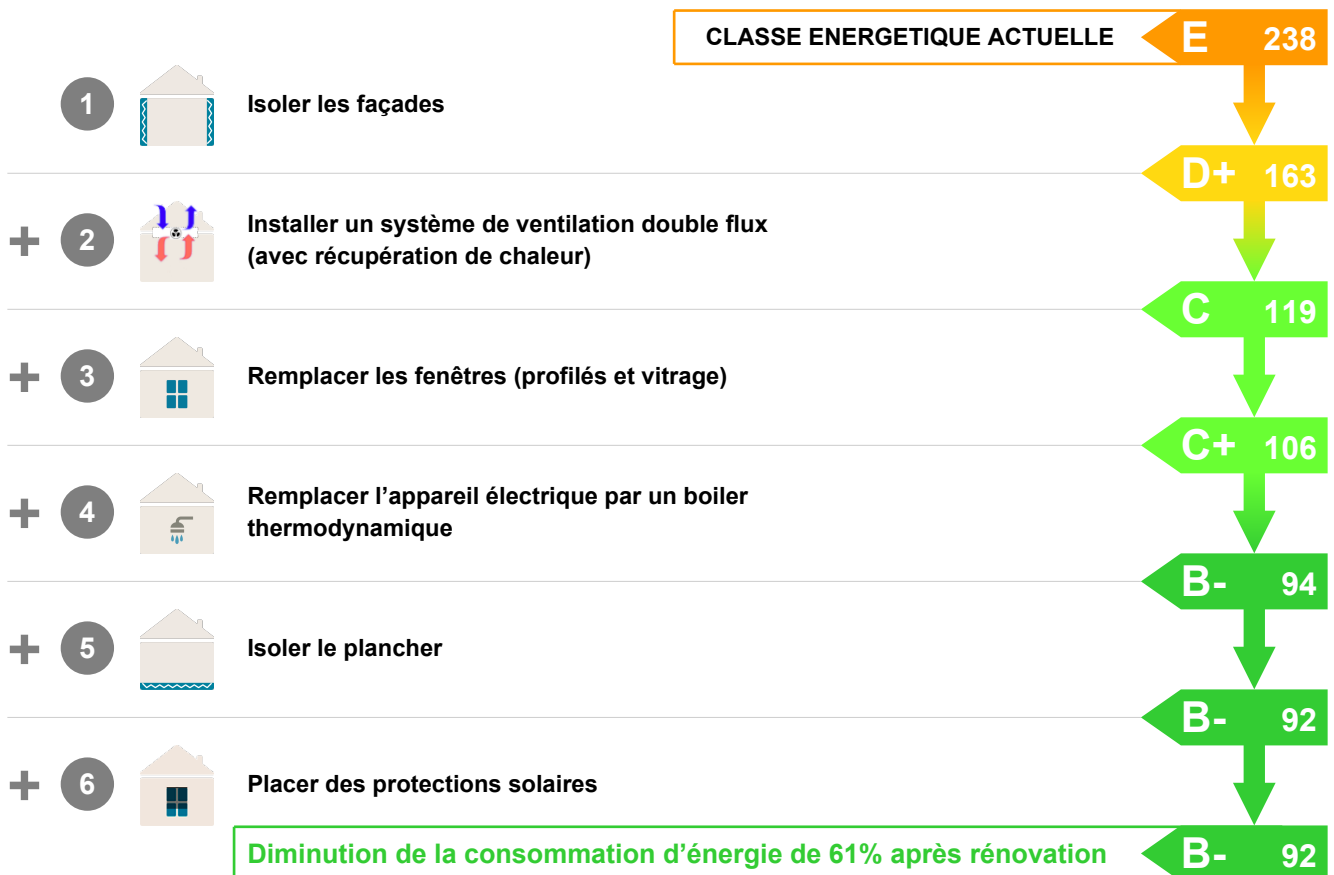 CLASSE ENERGETIQUE ACTUELLE E 238
1 Isoler les façades
D+ 163
+ 2 Installer un système de ventilation double flux
(avec récupération de chaleur)
C 119
+ 3 Remplacer les fenêtres (profilés et vitrage)
C+ 106
+ 4 Remplacer l’appareil électrique par un boiler
thermodynamique
B- 94
+ 5 Isoler le plancher
B- 92
+ 6 Placer des protections solaires
Diminution de la consommation d’énergie de 61% après rénovation B- 92